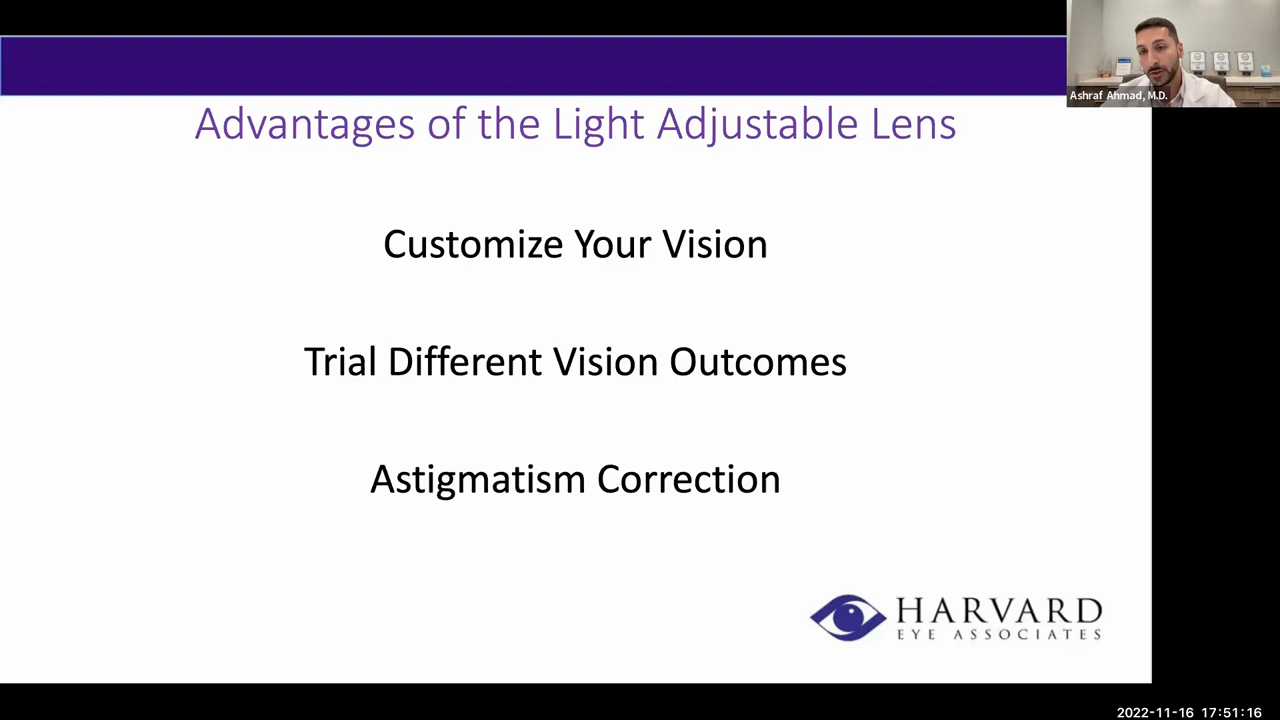 Ashraf Ahmad, M.D.
Advantages of the Light Adjustable Lens
Customize Your Vision
Trial Different Vision Outcomes
Astigmatism Correction
HARVARD
EYE ASSOCIATES
2022-11-16 17:51:16